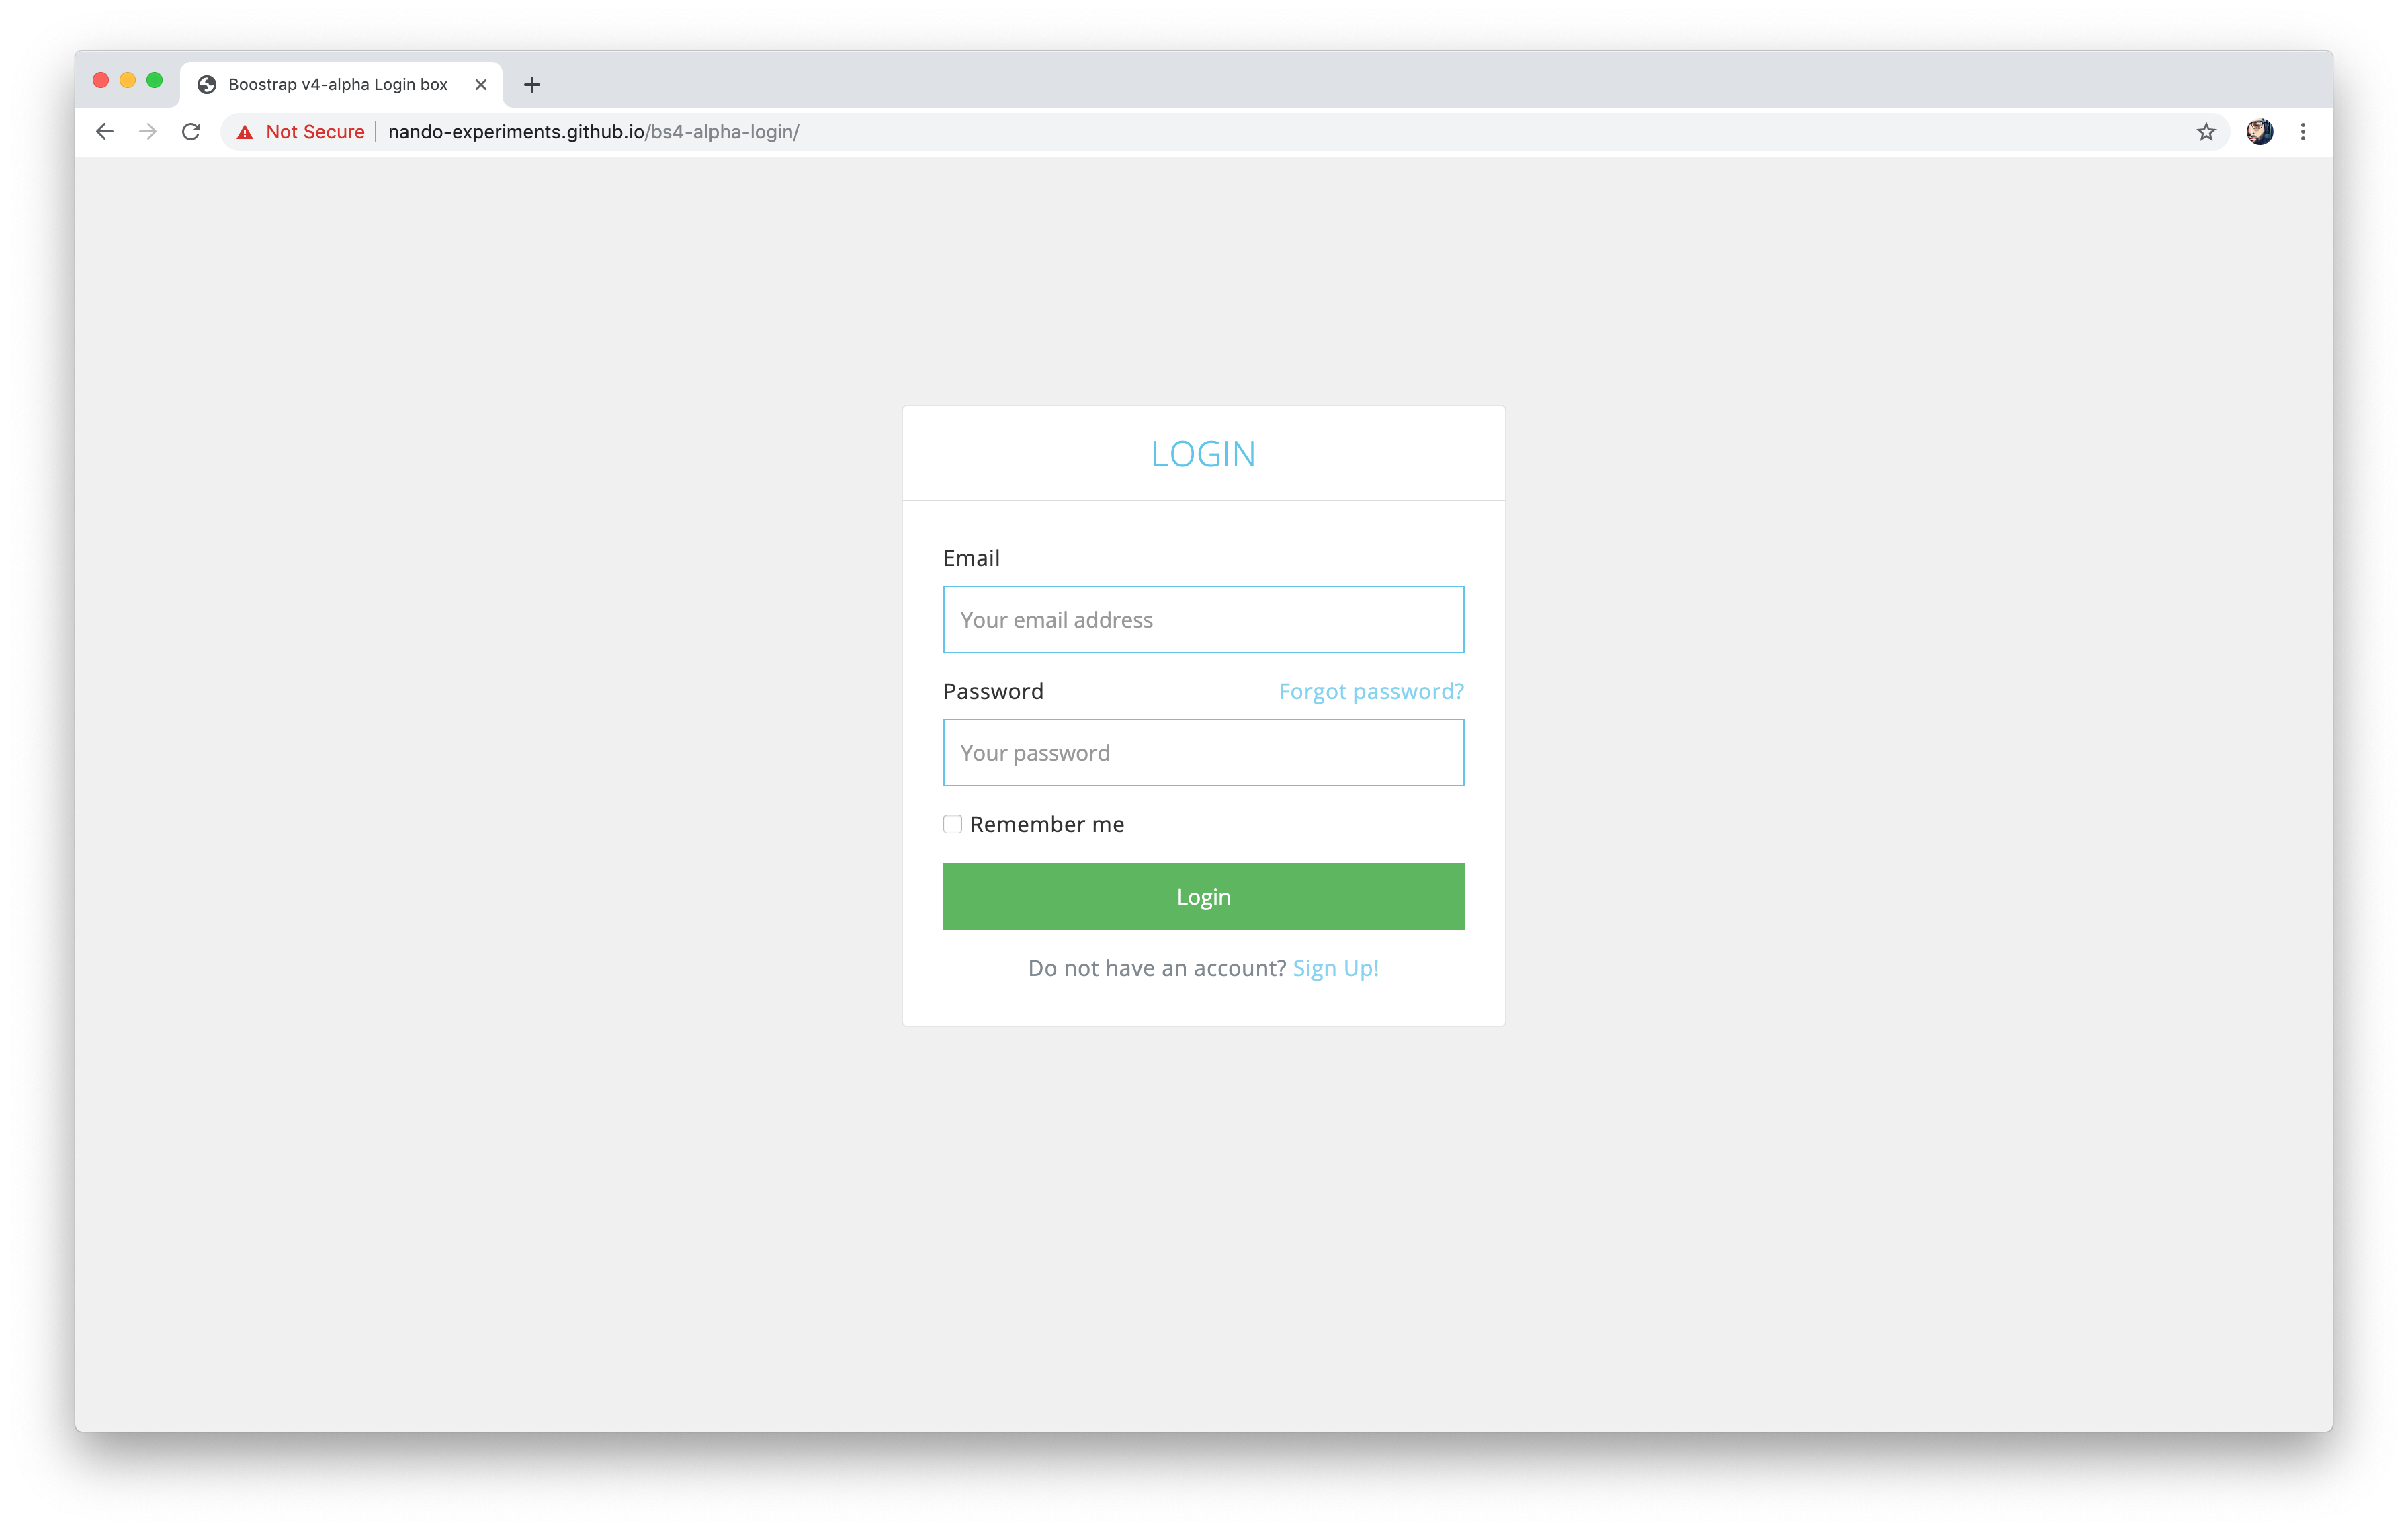 Boostrap v4-alpha Login box
Not Secure | nando-experiments.github.io/bs4-alpha-login/
LOGIN
Email
Your email address
Password Forgot password?
Your password
Remember me
Login
Do not have an account? Sign Up!